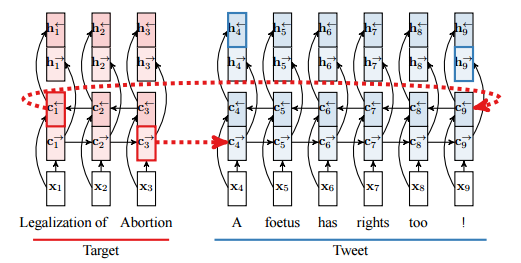 h₁← h₂← h₃← h₄← h₅← h₆← h₇← h₈← h₉←
h₁→ h₂→ h₃→ h₄→ h₅→ h₆→ h₇→ h₈→ h₉→
c₁← c₂← c₃← c₄← c₅← c₆← c₇← c₈← c₉←
c₁→ c₂→ c₃→ c₄→ c₅→ c₆→ c₇→ c₈→ c₉→
x₁ x₂ x₃ x₄ x₅ x₆ x₇ x₈ x₉
Legalization of Abortion A foetus has rights too !
Target Tweet